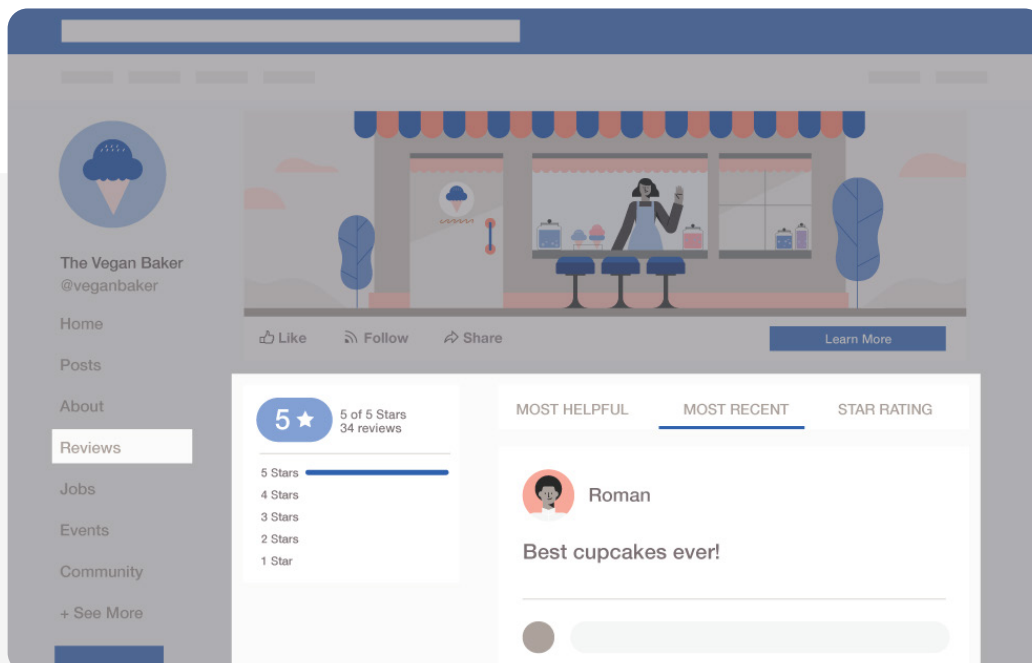 The Vegan Baker
@veganbaker
Home
Posts
About
Reviews
Jobs
Events
Community
+ See More
Like Follow Share
Learn More
5 ★
5 of 5 Stars
34 reviews
5 Stars
4 Stars
3 Stars
2 Stars
1 Star
MOST HELPFUL MOST RECENT STAR RATING
Roman
Best cupcakes ever!